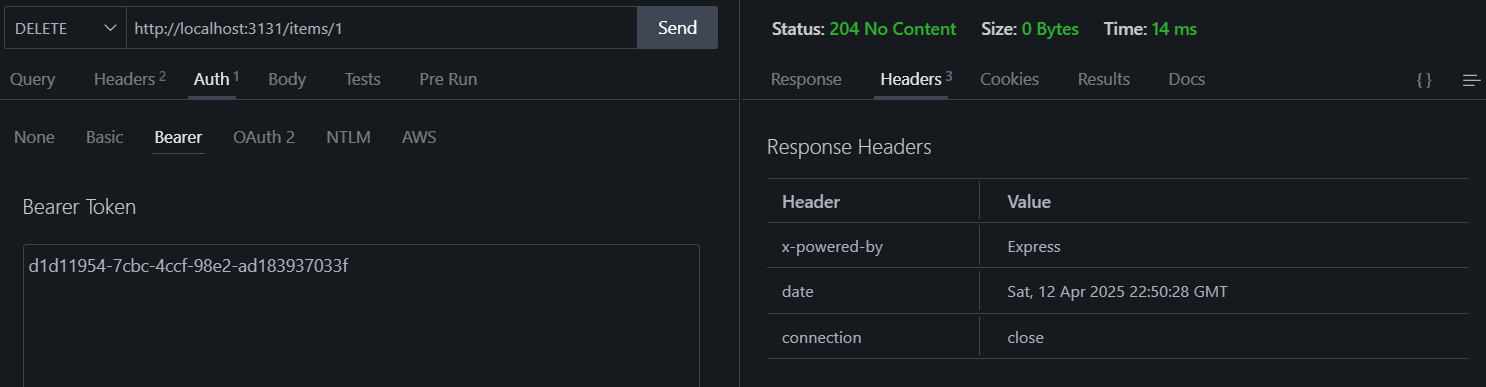 DELETE http://localhost:3131/items/1 Send
Query Headers 2 Auth 1 Body Tests Pre Run
None Basic Bearer OAuth 2 NTLM AWS
Bearer Token
d1d11954-7cbc-4ccf-98e2-ad183937033f
Status: 204 No Content Size: 0 Bytes Time: 14 ms
Response Headers 3 Cookies Results Docs { }
Response Headers
Header Value
x-powered-by Express
date Sat, 12 Apr 2025 22:50:28 GMT
connection close